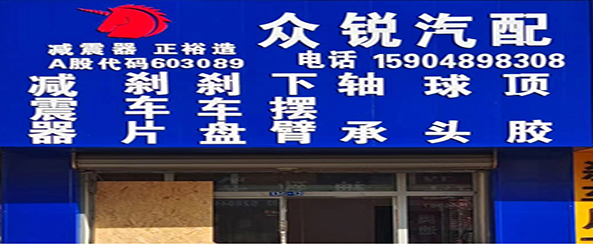 众锐汽配
减震器 正裕造
A股代码603089
电话 15904898308
减震器
刹车片
刹车盘
下摆臂
轴承
球头
顶胶